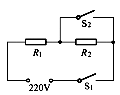 S₂
R₁ R₂
220V S₁